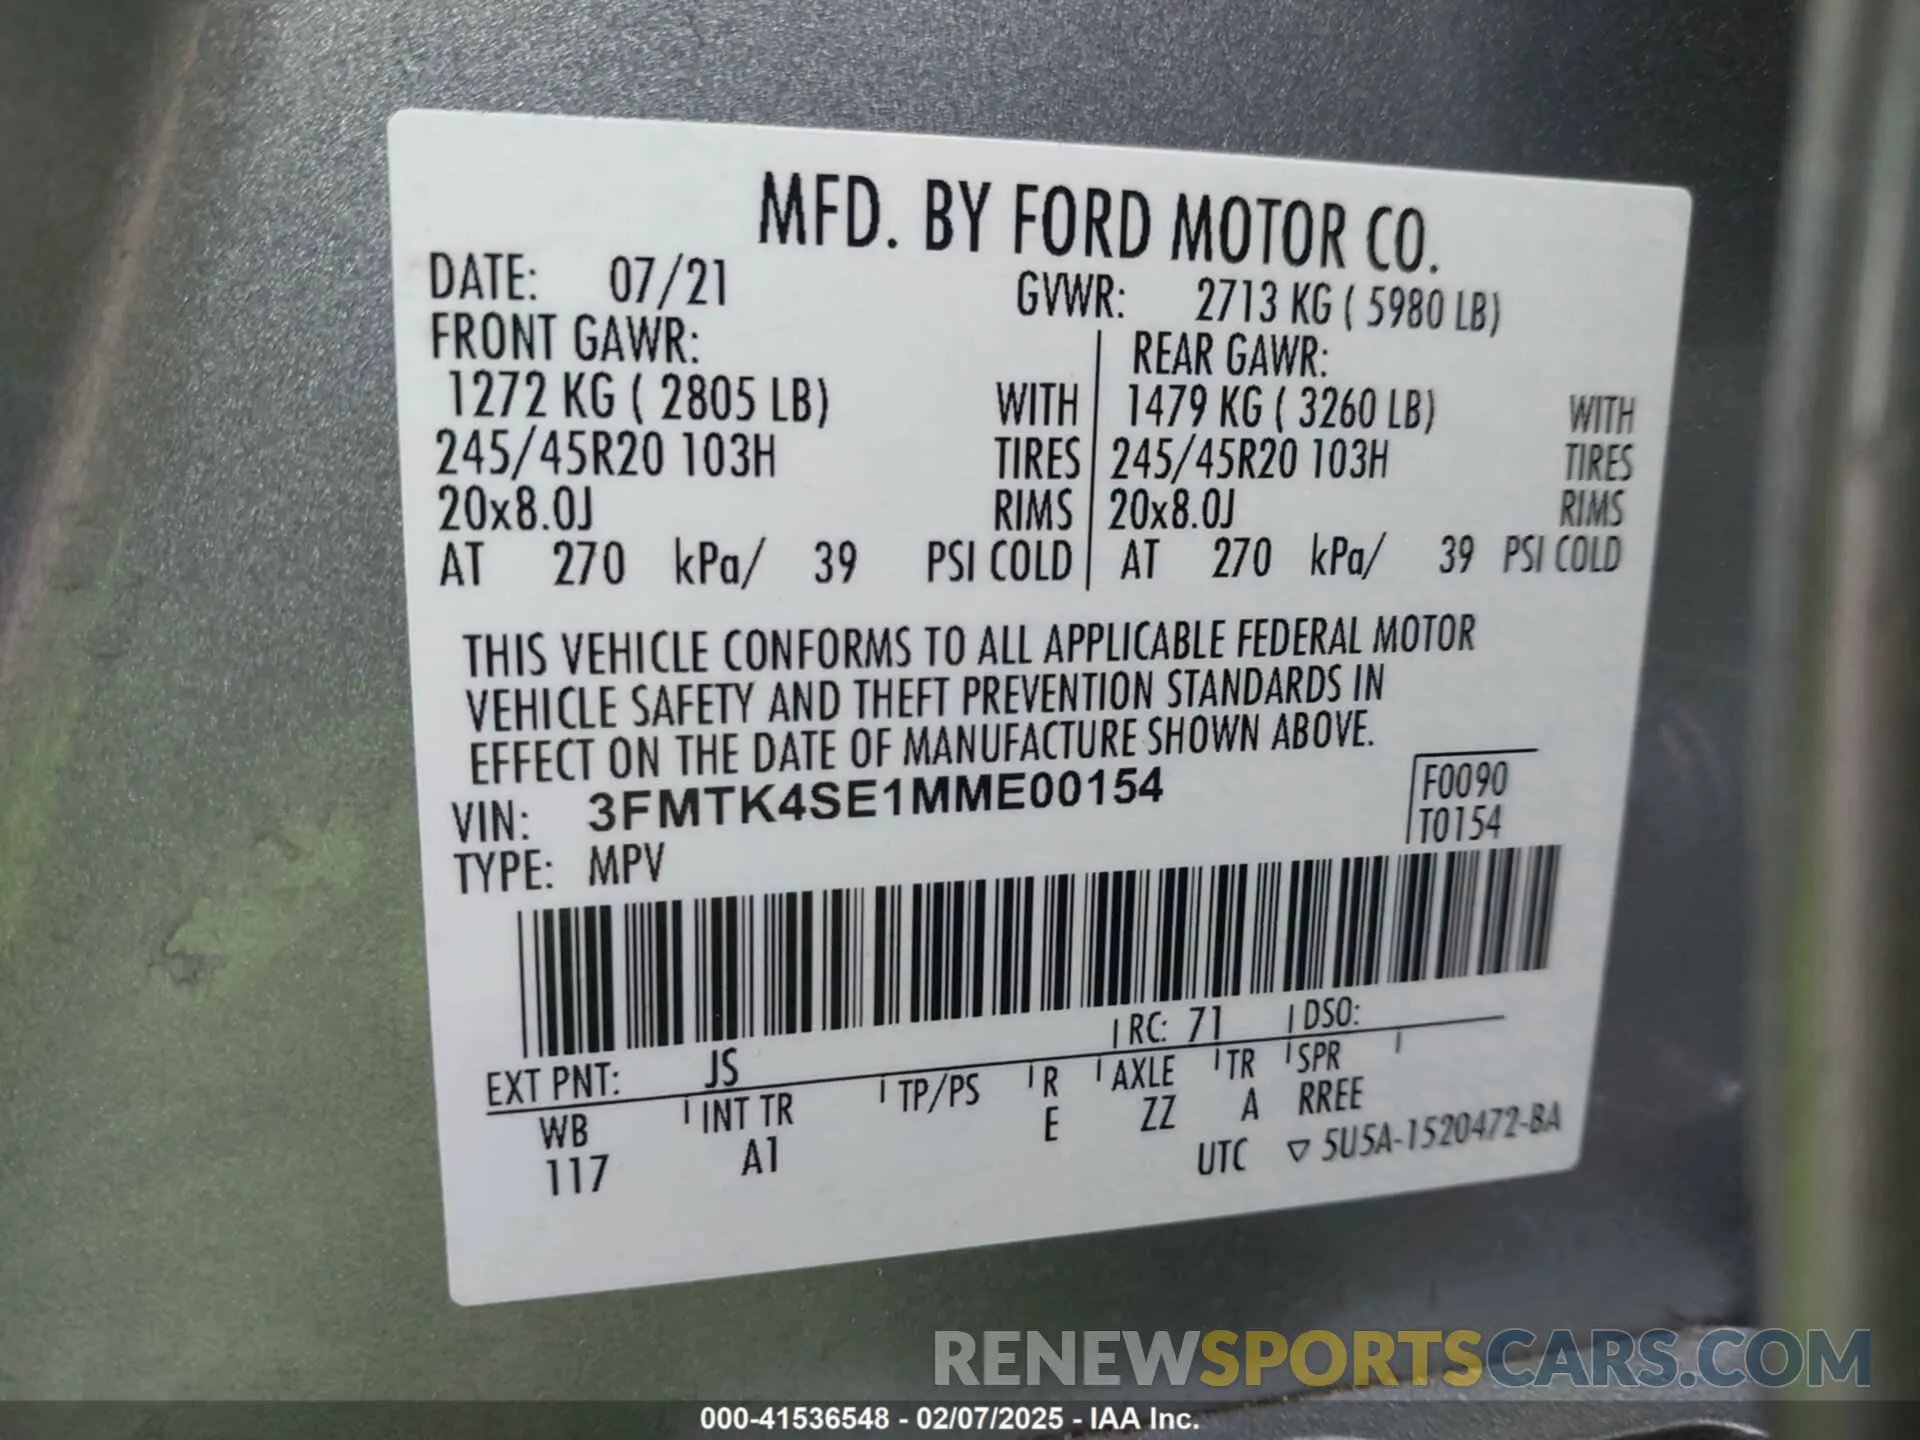 MFD. BY FORD MOTOR CO.
DATE: 07/21 GVWR: 2713 KG ( 5980 LB)
FRONT GAWR: REAR GAWR:
1272 KG ( 2805 LB) WITH 1479 KG ( 3260 LB) WITH
245/45R20 103H TIRES 245/45R20 103H TIRES
20x8.0J RIMS 20x8.0J RIMS
AT 270 kPa/ 39 PSI COLD AT 270 kPa/ 39 PSI COLD
THIS VEHICLE CONFORMS TO ALL APPLICABLE FEDERAL MOTOR
VEHICLE SAFETY AND THEFT PREVENTION STANDARDS IN
EFFECT ON THE DATE OF MANUFACTURE SHOWN ABOVE.
VIN: 3FMTK4SE1MME00154 F0090
TYPE: MPV T0154
EXT PNT: JS RC: 71 DSO:
WB INT TR TP/PS R AXLE TR SPR
117 A1 E ZZ A RREE
UTC ▽ 5U5A-1520472-BA
RENEWSPORTSCARS.COM
000-41536548 - 02/07/2025 - IAA Inc.